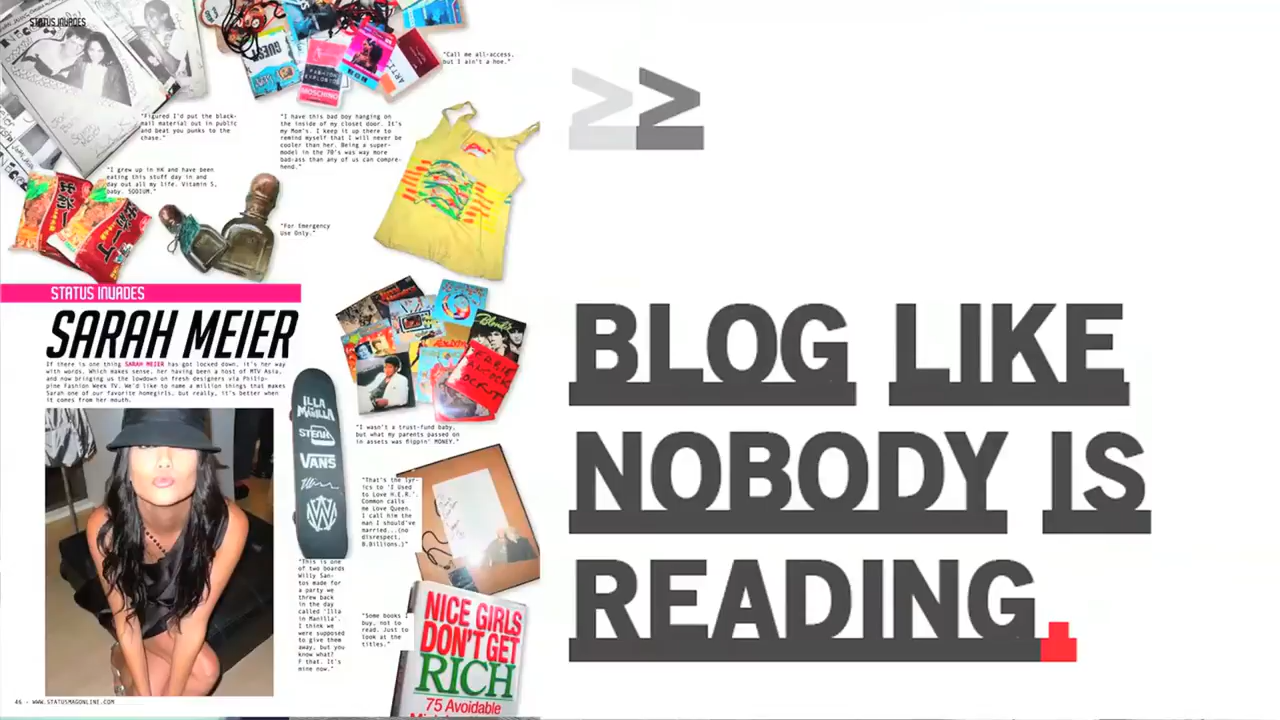 STATUS INVADES
"Call me all-access,
but I ain't a hoe."
GUEST
FASHION
MOSCHINO
"Figured I'd put the black-
mail material out in public
and beat you punks to the
chase."
"I have this bad boy hanging on
the inside of my closet door. It's
my Mom's. I keep it up there to
remind myself that I will never be
cooler than her. Being a super-
model in the 70's was way more
bad-ass than any of us can compre-
hend."
"I grew up in HK and have been
eating this stuff day in and
day out all my life. Vitamin S,
baby. SODIUM."
"For Emergency
Use Only."
STATUS INVADES
SARAH MEIER
If there is one thing SARAH MEIER has got locked down, it's her way
with words. Which makes sense, her having been a host of MTV Asia,
and now bringing us the lowdown on fresh designers via Philip-
pine Fashion Week TV. We'd like to name a million things that makes
Sarah one of our favorite homegirls, but really, it's better when
it comes from her mouth.
Blondie
ILLA
MANILLA
VANS
"I wasn't a trust-fund baby,
but what my parents passed on
in assets was flippin' MONEY."
"That's the lyr-
ics to 'I Used
to Love H.E.R.'.
Common calls
me Love Queen.
I call him the
man I should've
married...(no
disrespect,
B.Billions.)"
"This is one
of two boards
Willy San-
tos made for
a party we
threw back
in the day
called 'Illa
in Manilla'.
I think we
were supposed
to give them
away, but you
know what?
F that. It's
mine now."
"Some books I
buy, not to
read. Just to
look at the
titles."
NICE GIRLS
DON'T GET
RICH
75 Avoidable
46 - WWW.STATUSMAGONLINE.COM
>>
BLOG LIKE
NOBODY IS
READING.